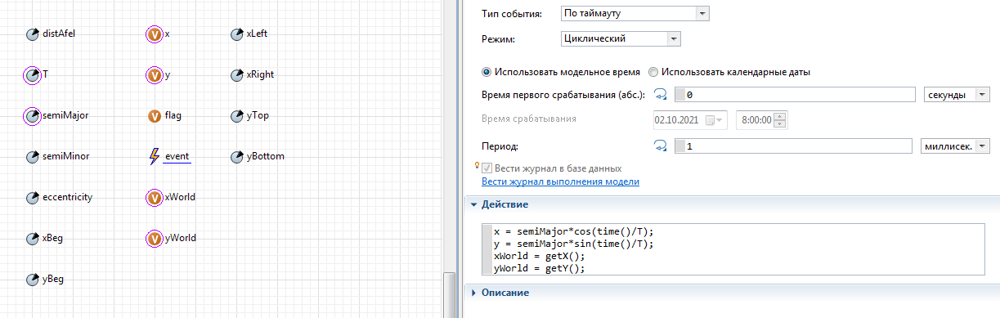 distAfel
x
xLeft
T
y
xRight
semiMajor
flag
yTop
semiMinor
event
yBottom
eccentricity
xWorld
xBeg
yWorld
yBeg
Тип события: По таймауту
Режим: Циклический
Использовать модельное время Использовать календарные даты
Время первого срабатывания (абс.): 0 секунды
Время срабатывания 02.10.2021 8:00:00
Период: 1 миллисек.
Вести журнал в базе данных
Вести журнал выполнения модели
Действие
x = semiMajor*cos(time()/T);
y = semiMajor*sin(time()/T);
xWorld = getX();
yWorld = getY();
Описание